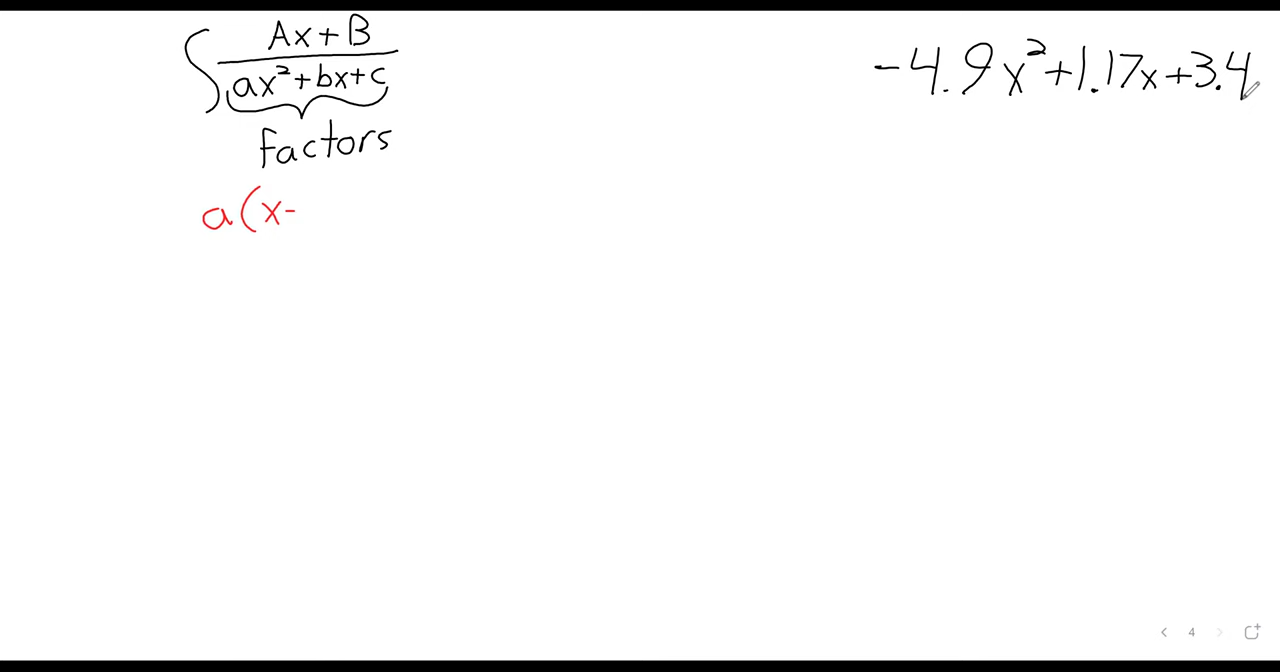 ∫ (Ax+B)/(ax²+bx+c)
factors
a(x-
-4.9x²+1.17x+3.4
4